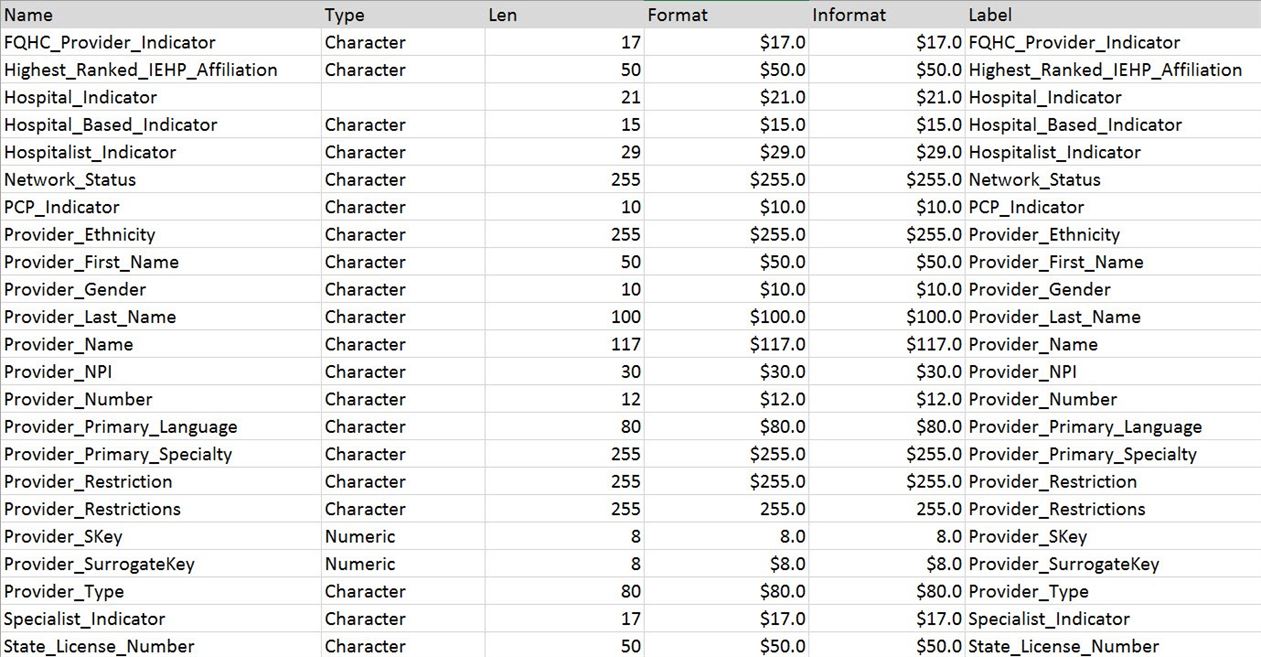 Name Type Len Format Informat Label
FQHC_Provider_Indicator Character 17 $17.0 $17.0 FQHC_Provider_Indicator
Highest_Ranked_IEHP_Affiliation Character 50 $50.0 $50.0 Highest_Ranked_IEHP_Affiliation
Hospital_Indicator 21 $21.0 $21.0 Hospital_Indicator
Hospital_Based_Indicator Character 15 $15.0 $15.0 Hospital_Based_Indicator
Hospitalist_Indicator Character 29 $29.0 $29.0 Hospitalist_Indicator
Network_Status Character 255 $255.0 $255.0 Network_Status
PCP_Indicator Character 10 $10.0 $10.0 PCP_Indicator
Provider_Ethnicity Character 255 $255.0 $255.0 Provider_Ethnicity
Provider_First_Name Character 50 $50.0 $50.0 Provider_First_Name
Provider_Gender Character 10 $10.0 $10.0 Provider_Gender
Provider_Last_Name Character 100 $100.0 $100.0 Provider_Last_Name
Provider_Name Character 117 $117.0 $117.0 Provider_Name
Provider_NPI Character 30 $30.0 $30.0 Provider_NPI
Provider_Number Character 12 $12.0 $12.0 Provider_Number
Provider_Primary_Language Character 80 $80.0 $80.0 Provider_Primary_Language
Provider_Primary_Specialty Character 255 $255.0 $255.0 Provider_Primary_Specialty
Provider_Restriction Character 255 $255.0 $255.0 Provider_Restriction
Provider_Restrictions Character 255 255.0 255.0 Provider_Restrictions
Provider_SKey Numeric 8 8.0 8.0 Provider_SKey
Provider_SurrogateKey Numeric 8 $8.0 $8.0 Provider_SurrogateKey
Provider_Type Character 80 $80.0 $80.0 Provider_Type
Specialist_Indicator Character 17 $17.0 $17.0 Specialist_Indicator
State_License_Number Character 50 $50.0 $50.0 State_License_Number